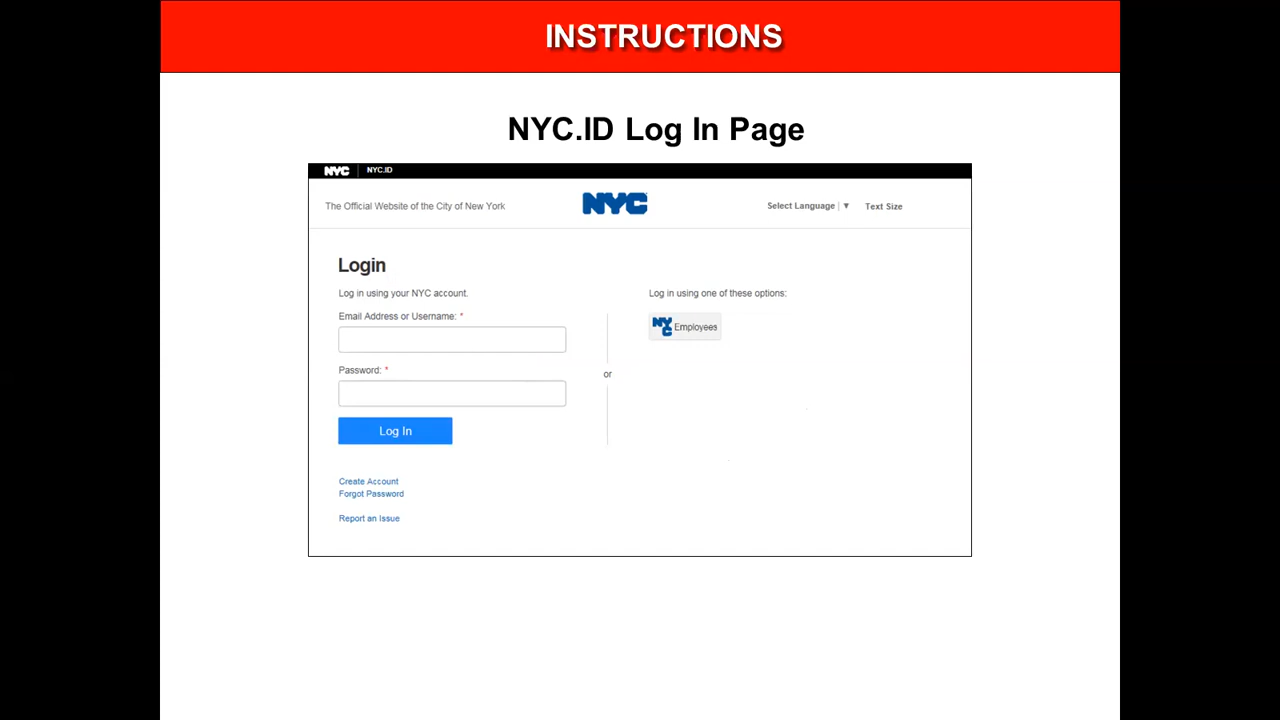 INSTRUCTIONS
NYC.ID Log In Page
NYC NYC.ID
The Official Website of the City of New York NYC Select Language ▼ Text Size
Login
Log in using your NYC account.
Email Address or Username: *
Password: *
Log In
Create Account
Forgot Password
Report an Issue
or
Log in using one of these options:
NYC Employees